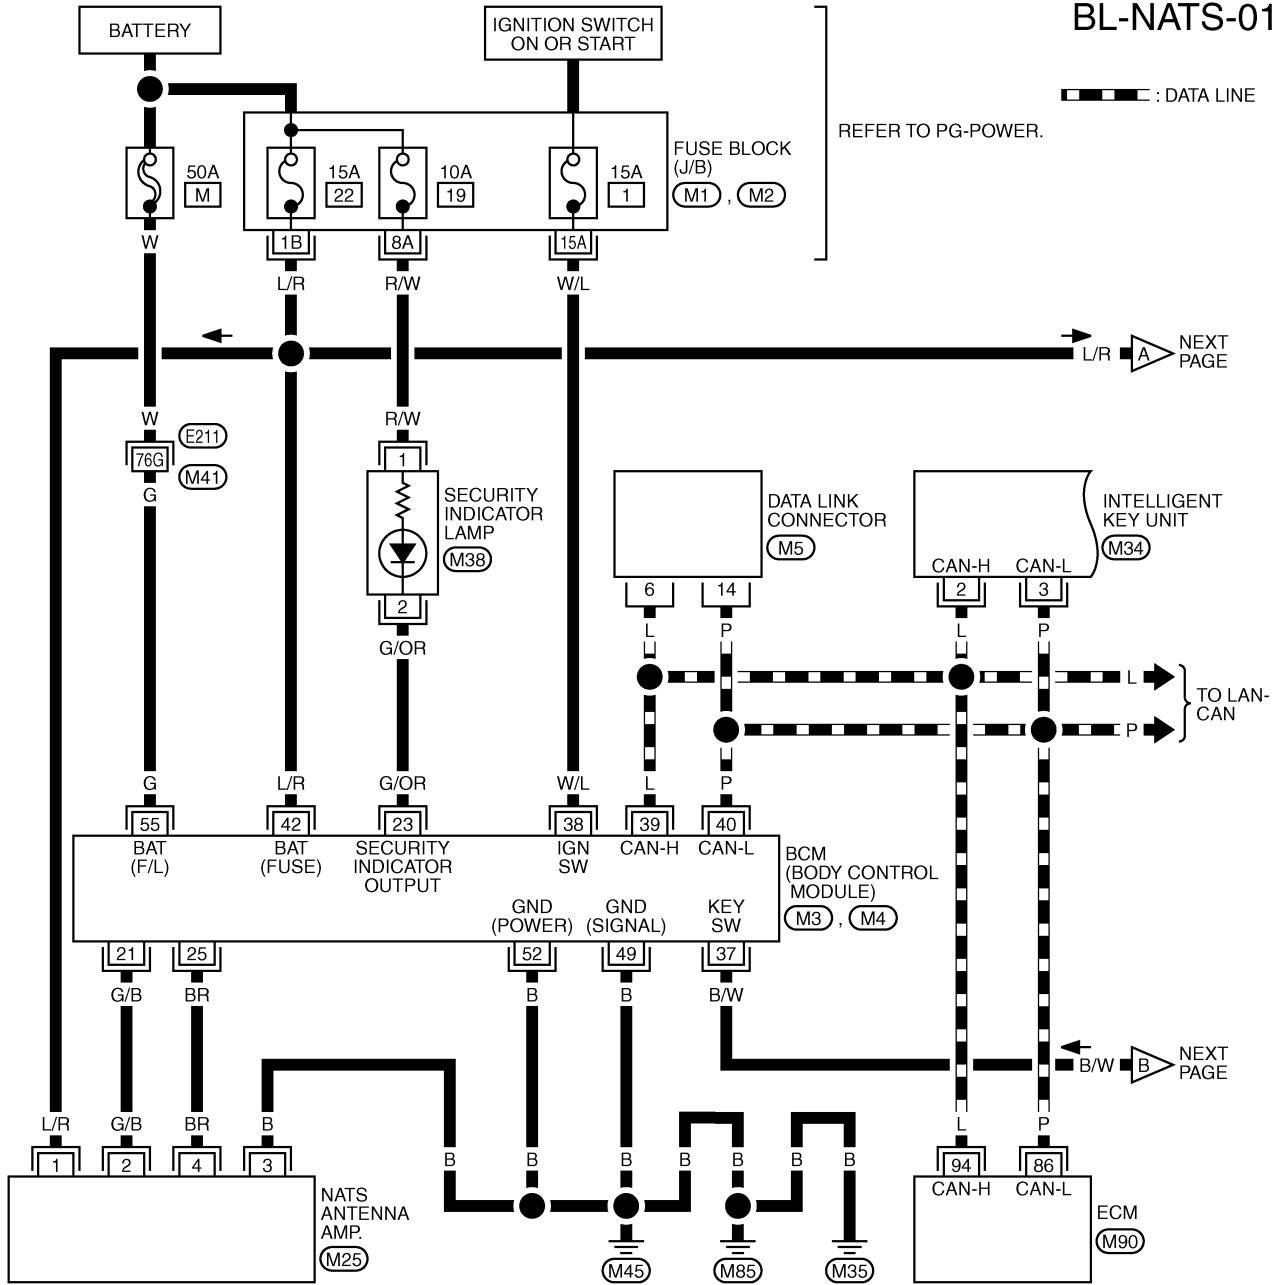 BL-NATS-01
BATTERY
IGNITION SWITCH
ON OR START
: DATA LINE
REFER TO PG-POWER.
FUSE BLOCK
(J/B)
M1 , M2
50A
M
15A
22
10A
19
15A
1
1B
8A
15A
W
L/R
R/W
W/L
L/R
A
NEXT
PAGE
W
R/W
E211
76G
M41
G
1
SECURITY
INDICATOR
LAMP
M38
2
G/OR
DATA LINK
CONNECTOR
M5
INTELLIGENT
KEY UNIT
M34
CAN-H
CAN-L
6
14
2
3
L
P
L
P
L
P
TO LAN-
CAN
G
L/R
G/OR
W/L
L
P
55
42
23
38
39
40
BAT
(F/L)
BAT
(FUSE)
SECURITY
INDICATOR
OUTPUT
IGN
SW
CAN-H
CAN-L
BCM
(BODY CONTROL
MODULE)
M3 , M4
GND
(POWER)
GND
(SIGNAL)
KEY
SW
21
25
52
49
37
G/B
BR
B
B
B/W
B/W
B
NEXT
PAGE
L/R
G/B
BR
B
L
P
B
B
B
B
B
B
B
1
2
4
3
94
86
CAN-H
CAN-L
NATS
ANTENNA
AMP.
M25
M45
M85
M35
ECM
M90